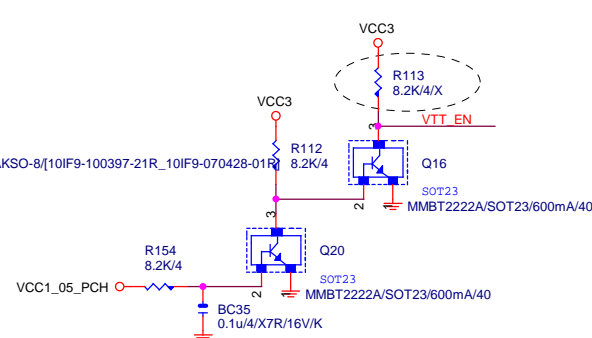 VCC3
R113
8.2K/4/X
VCC3
3
VTT_EN
R112
AKSO-8/[10IF9-100397-21R_10IF9-070428-01R]
8.2K/4
Q16
SOT23
2
1
MMBT2222A/SOT23/600mA/40
3
R154
8.2K/4
Q20
SOT23
VCC1_05_PCH
2
1
MMBT2222A/SOT23/600mA/40
BC35
0.1u/4/X7R/16V/K